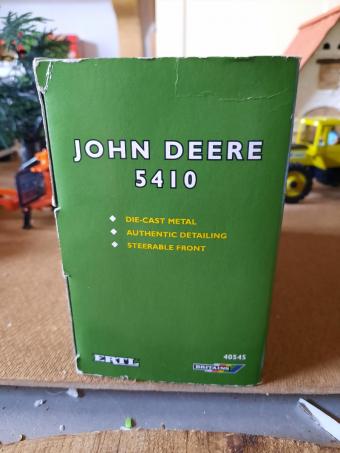 JOHN DEERE
5410
DIE-CAST METAL
AUTHENTIC DETAILING
STEERABLE FRONT
ERTL
40545
BRITAINS